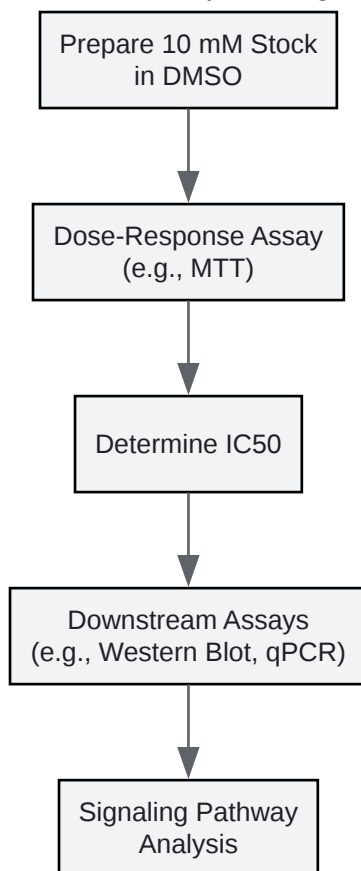 Prepare 10 mM Stock
in DMSO
Dose-Response Assay
(e.g., MTT)
Determine IC50
Downstream Assays
(e.g., Western Blot, qPCR)
Signaling Pathway
Analysis